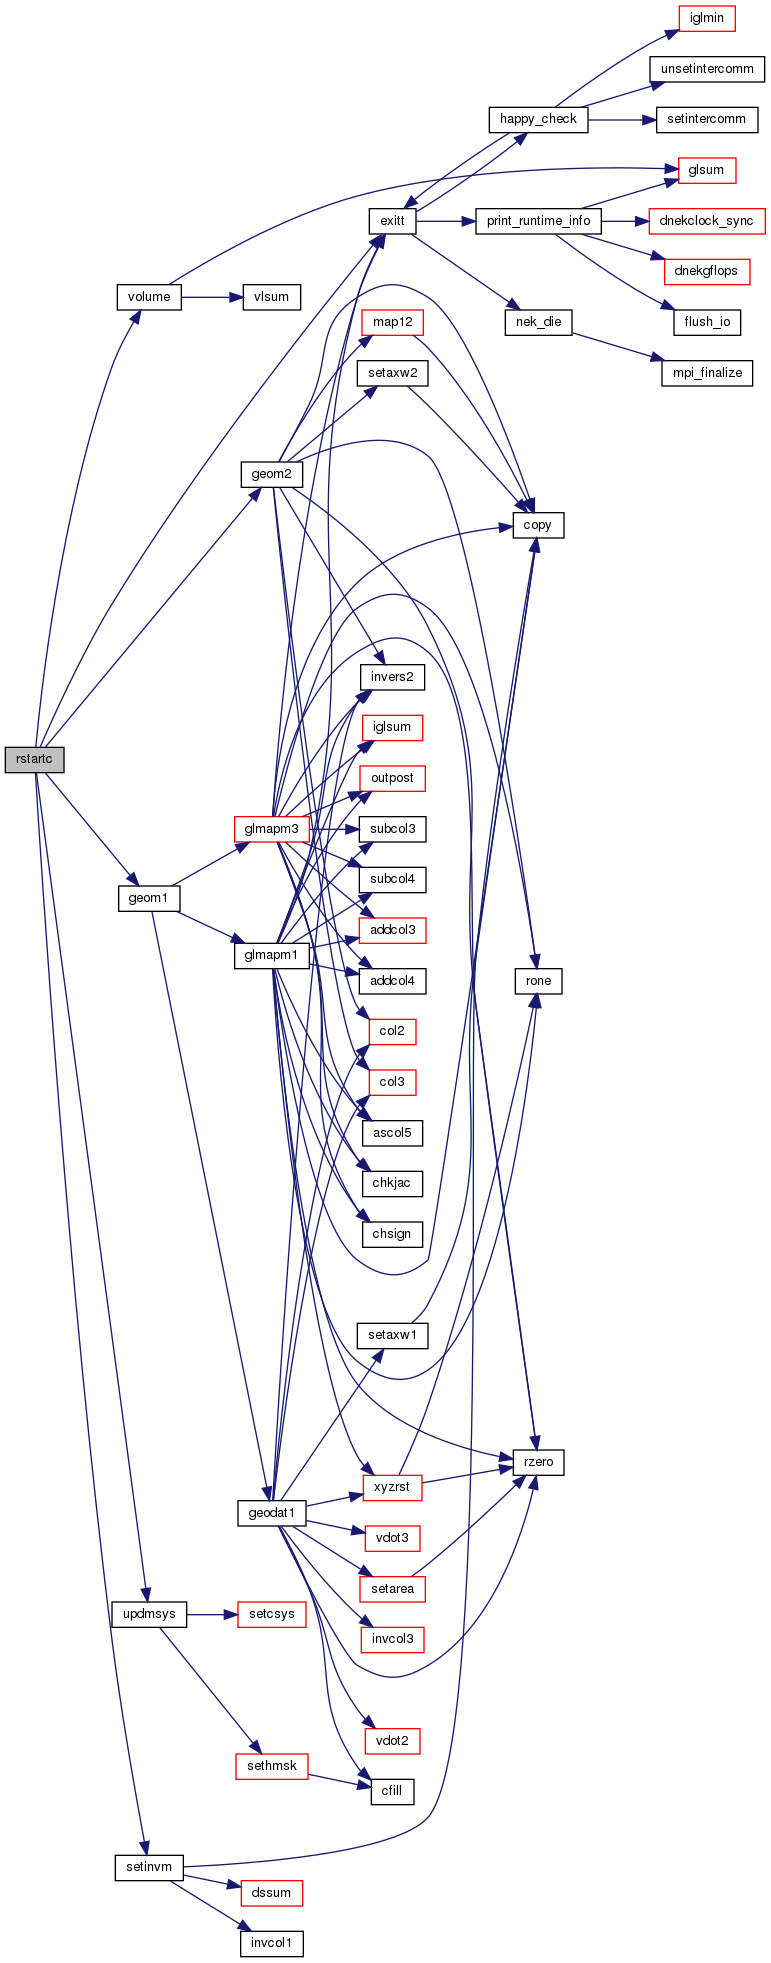 iglmin
unsetintercomm
happy_check
setintercomm
glsum
exitt
print_runtime_info
dnekclock_sync
dnekgflops
volume
vlsum
map12
nek_die
flush_io
setaxw2
mpi_finalize
geom2
copy
invers2
iglsum
rstartc
outpost
glmapm3
subcol3
subcol4
geom1
addcol3
glmapm1
addcol4
rone
col2
col3
ascol5
chkjac
chsign
setaxw1
rzero
xyzrst
geodat1
vdot3
setarea
updmsys
setcsys
invcol3
vdot2
sethmsk
cfill
setinvm
dssum
invcol1